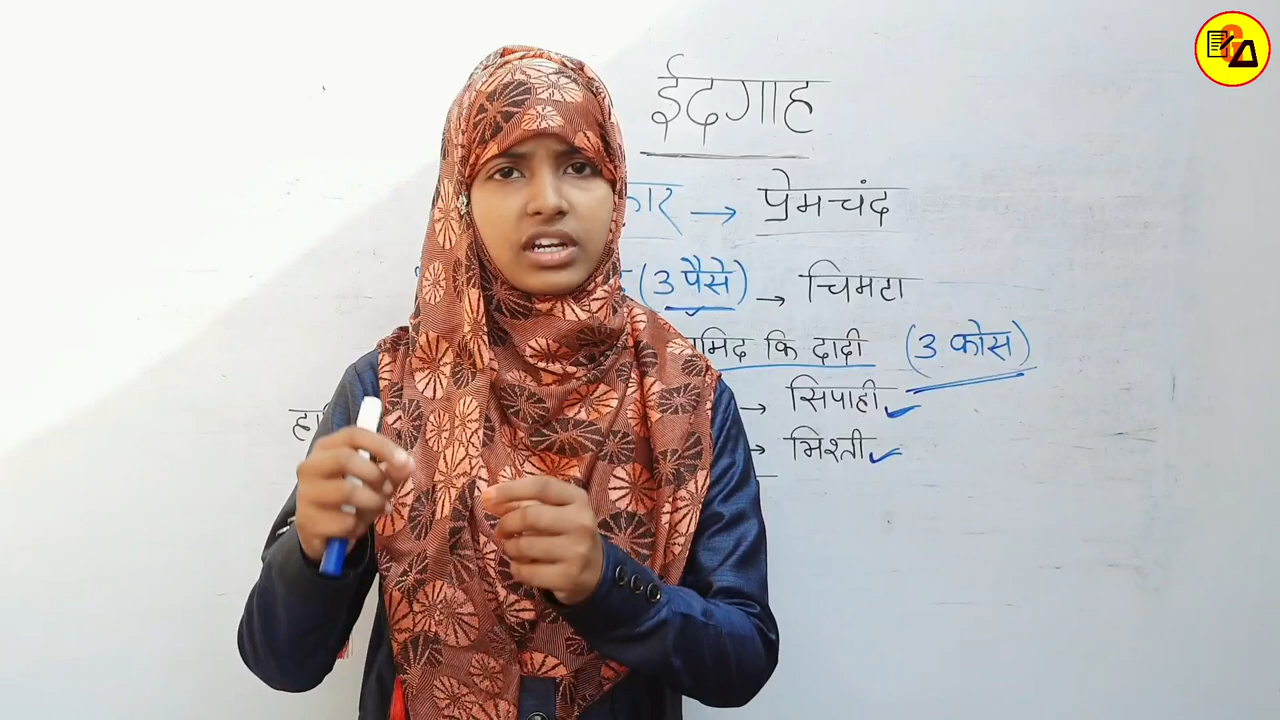 ईदगाह
कार → प्रेमचंद
(3 पैसे) → चिमटा
मिद कि दादी (3 कोस)
→ सिपाही ✓
→ भिश्ती ✓